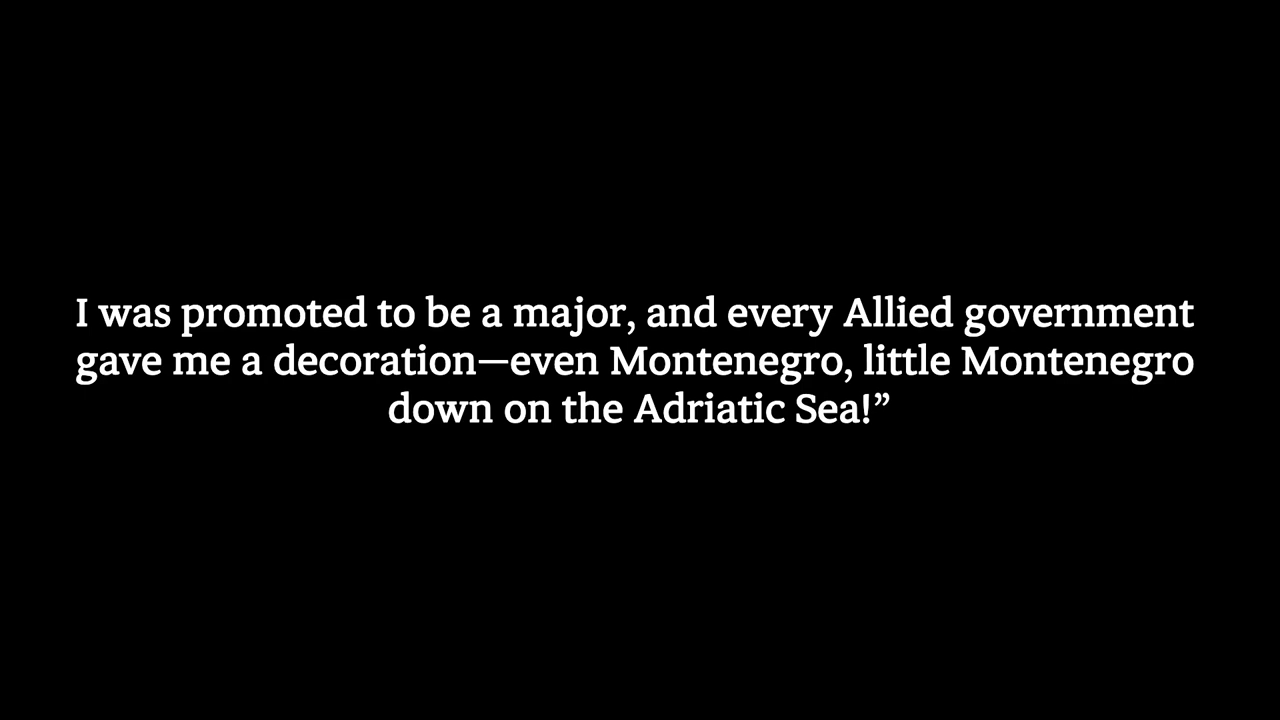 I was promoted to be a major, and every Allied government
gave me a decoration—even Montenegro, little Montenegro
down on the Adriatic Sea!”